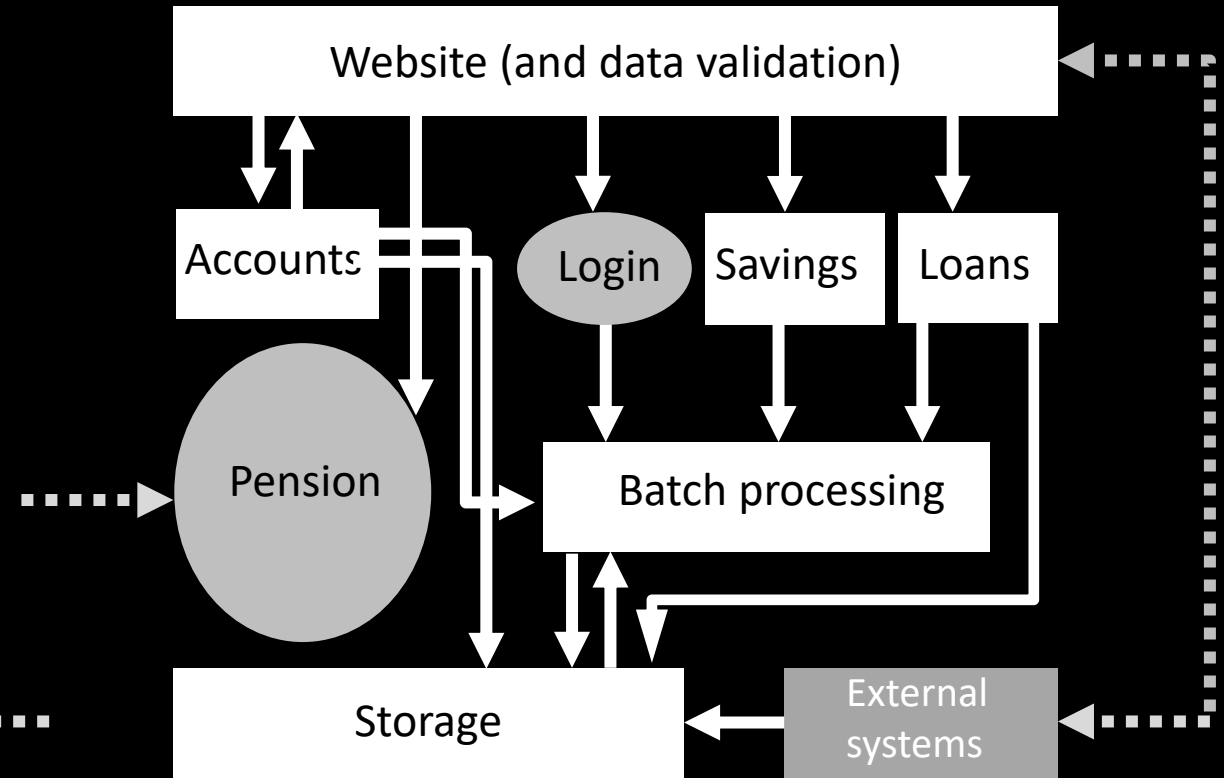 Website (and data validation)
Accounts
Login
Savings
Loans
Pension
Batch processing
Storage
External
systems